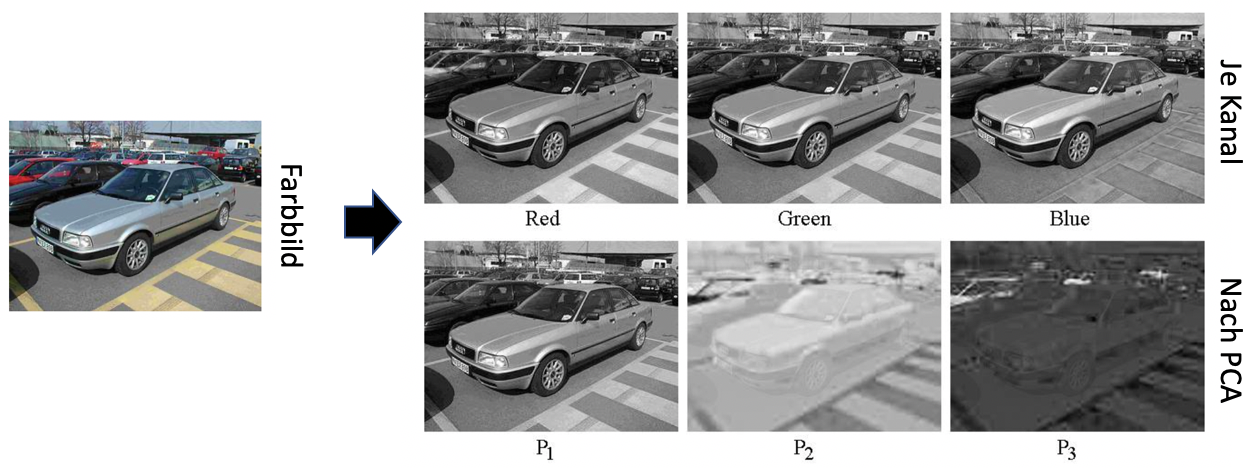 Farbbild
Red
Green
Blue
Je Kanal
P1
P2
P3
Nach PCA